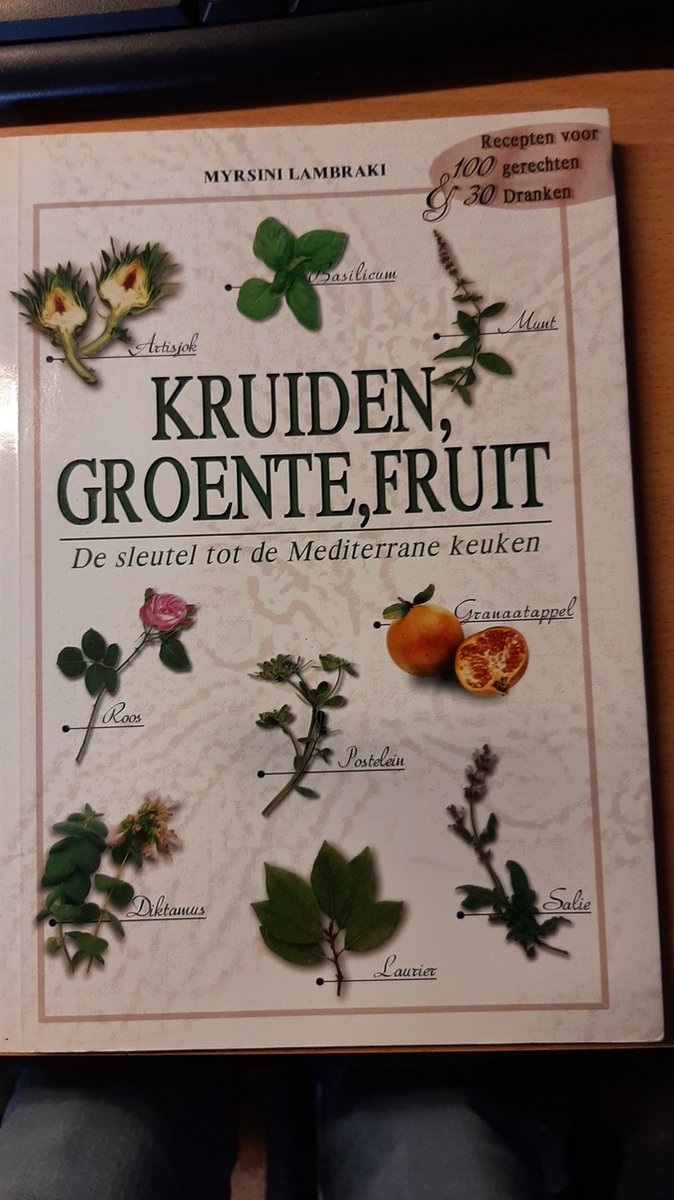 MYRSINI LAMBRAKI
Recepten voor
100 gerechten
& 30 Dranken
Basilicum
Munt
Artisjok
KRUIDEN,
GROENTE,FRUIT
De sleutel tot de Mediterrane keuken
Granaatappel
Roos
Postelein
Diktamus
Salie
Laurier